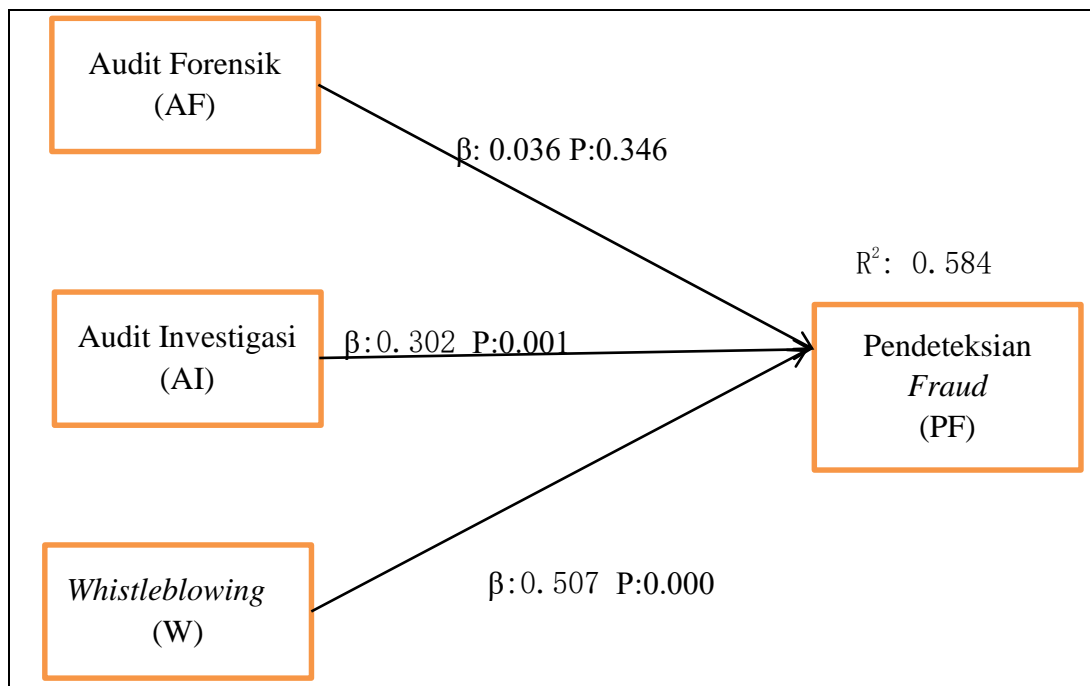 Audit Forensik
(AF)
β: 0.036 P:0.346
R²: 0.584
Audit Investigasi
(AI)
β:0.302 P:0.001
Pendeteksian
Fraud
(PF)
Whistleblowing
(W)
β:0.507 P:0.000